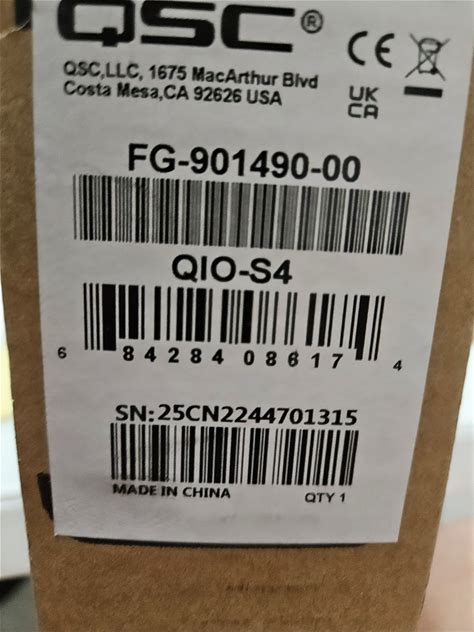 QSC®
QSC,LLC, 1675 MacArthur Blvd
Costa Mesa,CA 92626 USA
CE
UK
CA
FG-901490-00
QIO-S4
6 84284 08617 4
SN:25CN2244701315
MADE IN CHINA
QTY 1